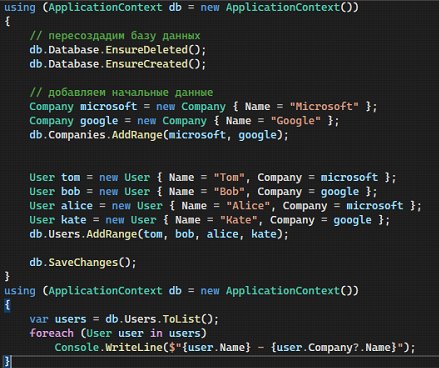 using (ApplicationContext db = new ApplicationContext())
{
// пересоздадим базу данных
db.Database.EnsureDeleted();
db.Database.EnsureCreated();
// добавляем начальные данные
Company microsoft = new Company { Name = "Microsoft" };
Company google = new Company { Name = "Google" };
db.Companies.AddRange(microsoft, google);
User tom = new User { Name = "Tom", Company = microsoft };
User bob = new User { Name = "Bob", Company = google };
User alice = new User { Name = "Alice", Company = microsoft };
User kate = new User { Name = "Kate", Company = google };
db.Users.AddRange(tom, bob, alice, kate);
db.SaveChanges();
}
using (ApplicationContext db = new ApplicationContext())
{
var users = db.Users.ToList();
foreach (User user in users)
Console.WriteLine($"{user.Name} – {user.Company?.Name}");
}